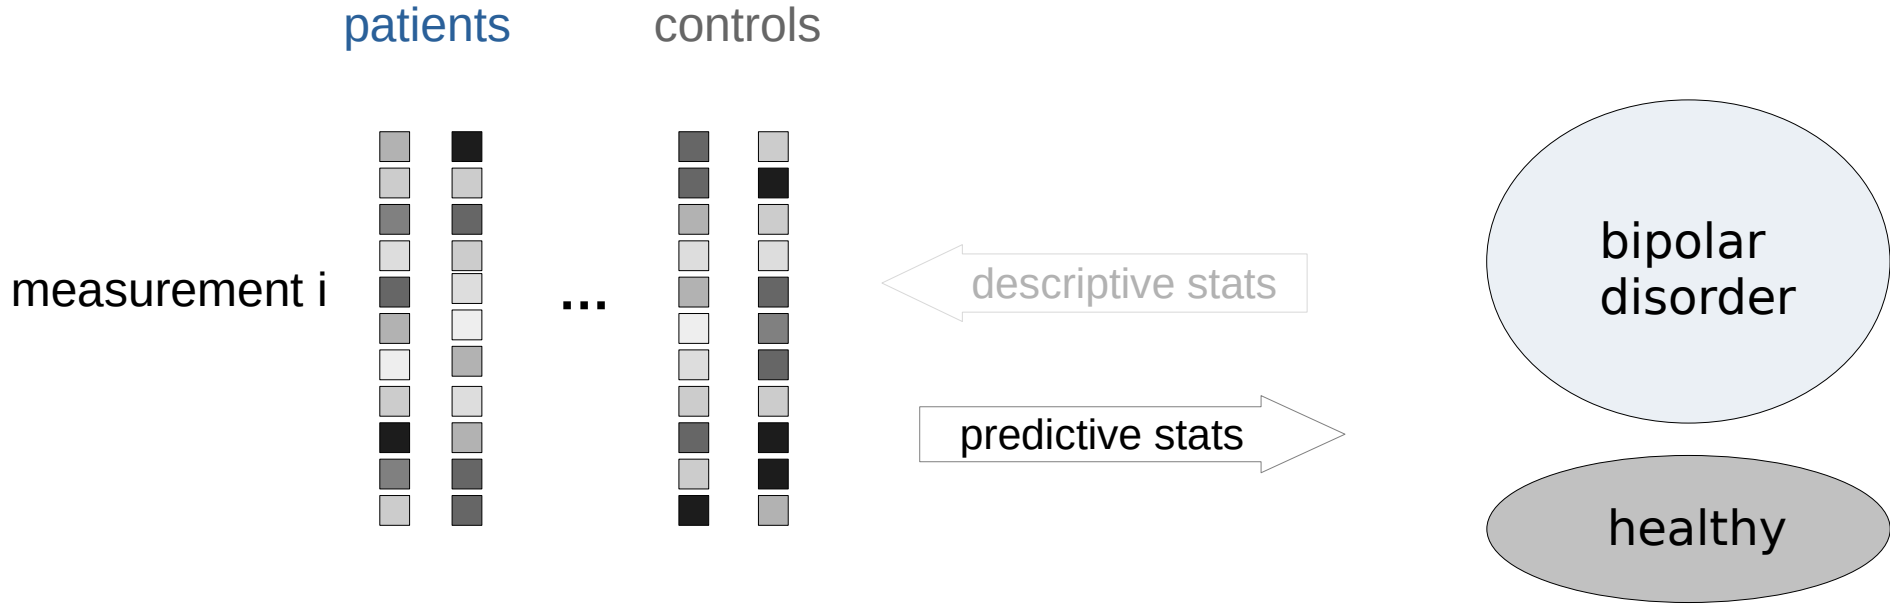 patients
controls
measurement i
...
descriptive stats
predictive stats
bipolar
disorder
healthy